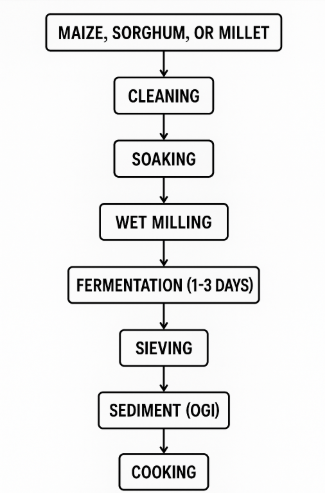 MAIZE, SORGHUM, OR MILLET
CLEANING
SOAKING
WET MILLING
FERMENTATION (1-3 DAYS)
SIEVING
SEDIMENT (OGI)
COOKING